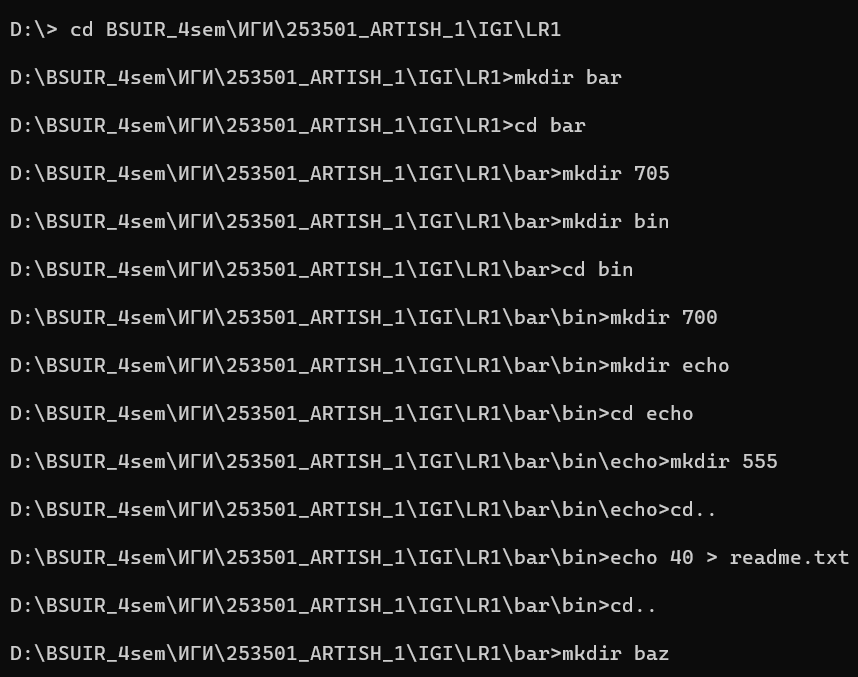 D:\> cd BSUIR_4sem\ИГИ\253501_ARTISH_1\IGI\LR1
D:\BSUIR_4sem\ИГИ\253501_ARTISH_1\IGI\LR1>mkdir bar
D:\BSUIR_4sem\ИГИ\253501_ARTISH_1\IGI\LR1>cd bar
D:\BSUIR_4sem\ИГИ\253501_ARTISH_1\IGI\LR1\bar>mkdir 705
D:\BSUIR_4sem\ИГИ\253501_ARTISH_1\IGI\LR1\bar>mkdir bin
D:\BSUIR_4sem\ИГИ\253501_ARTISH_1\IGI\LR1\bar>cd bin
D:\BSUIR_4sem\ИГИ\253501_ARTISH_1\IGI\LR1\bar\bin>mkdir 700
D:\BSUIR_4sem\ИГИ\253501_ARTISH_1\IGI\LR1\bar\bin>mkdir echo
D:\BSUIR_4sem\ИГИ\253501_ARTISH_1\IGI\LR1\bar\bin>cd echo
D:\BSUIR_4sem\ИГИ\253501_ARTISH_1\IGI\LR1\bar\bin\echo>mkdir 555
D:\BSUIR_4sem\ИГИ\253501_ARTISH_1\IGI\LR1\bar\bin\echo>cd..
D:\BSUIR_4sem\ИГИ\253501_ARTISH_1\IGI\LR1\bar\bin>echo 40 > readme.txt
D:\BSUIR_4sem\ИГИ\253501_ARTISH_1\IGI\LR1\bar\bin>cd..
D:\BSUIR_4sem\ИГИ\253501_ARTISH_1\IGI\LR1\bar>mkdir baz